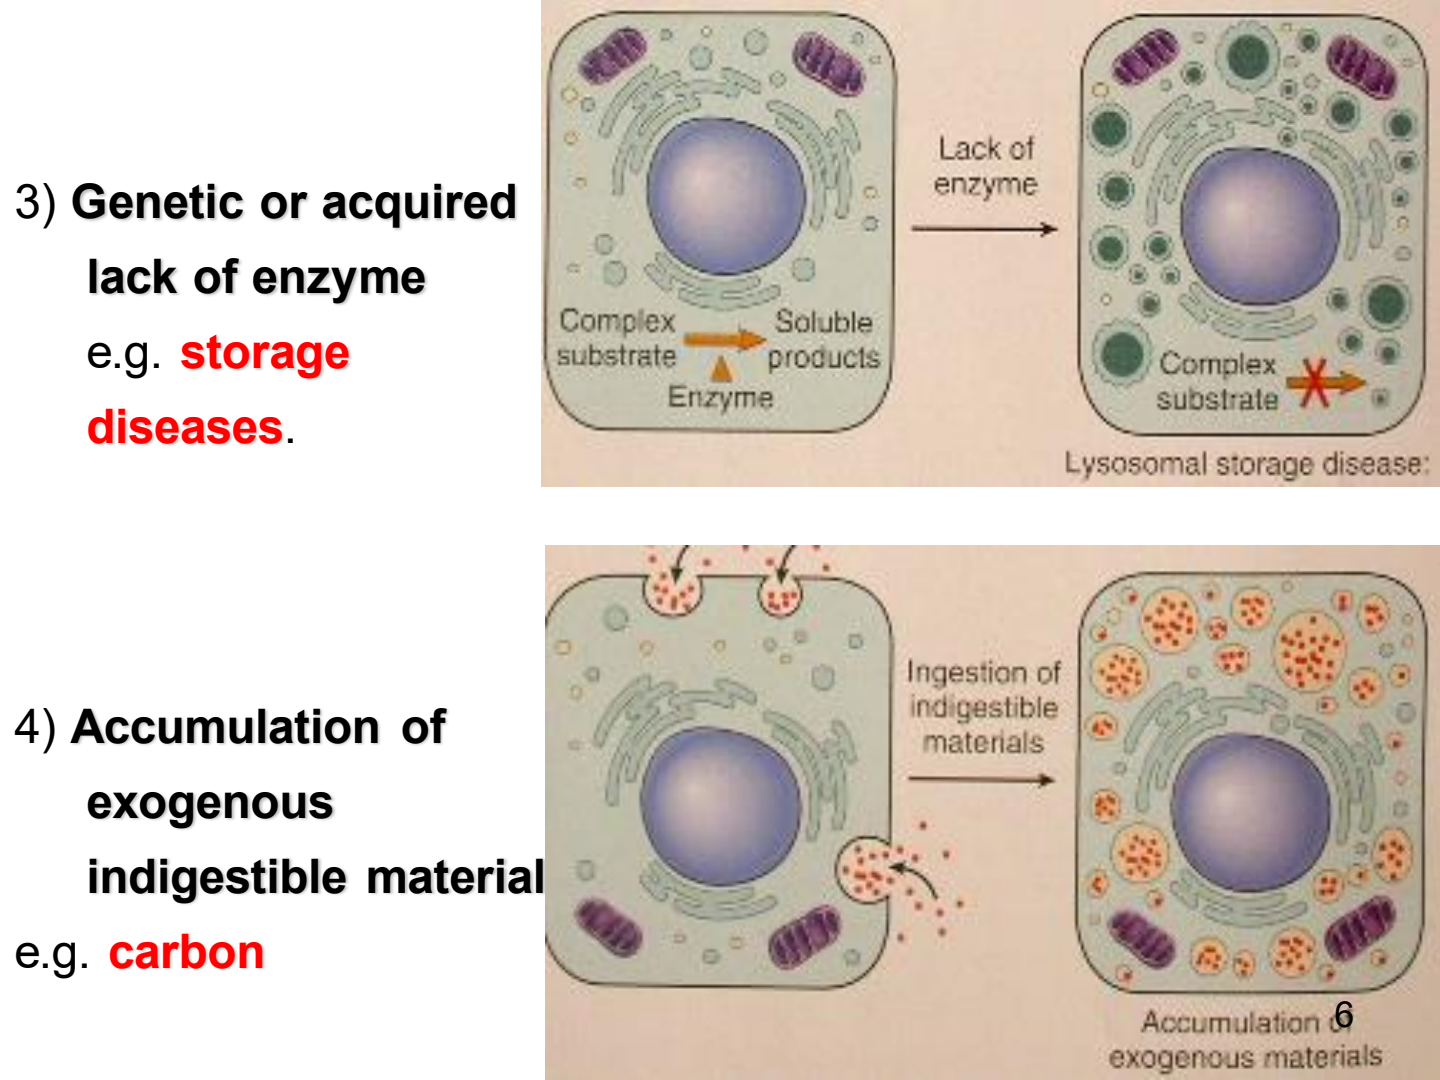 3) Genetic or acquired
lack of enzyme
e.g. storage
diseases.
Lack of
enzyme
Complex
substrate
Soluble
products
Enzyme
Complex
substrate
Lysosomal storage disease:
4) Accumulation of
exogenous
indigestible material
e.g. carbon
Ingestion of
indigestible
materials
Accumulation of
exogenous materials
6